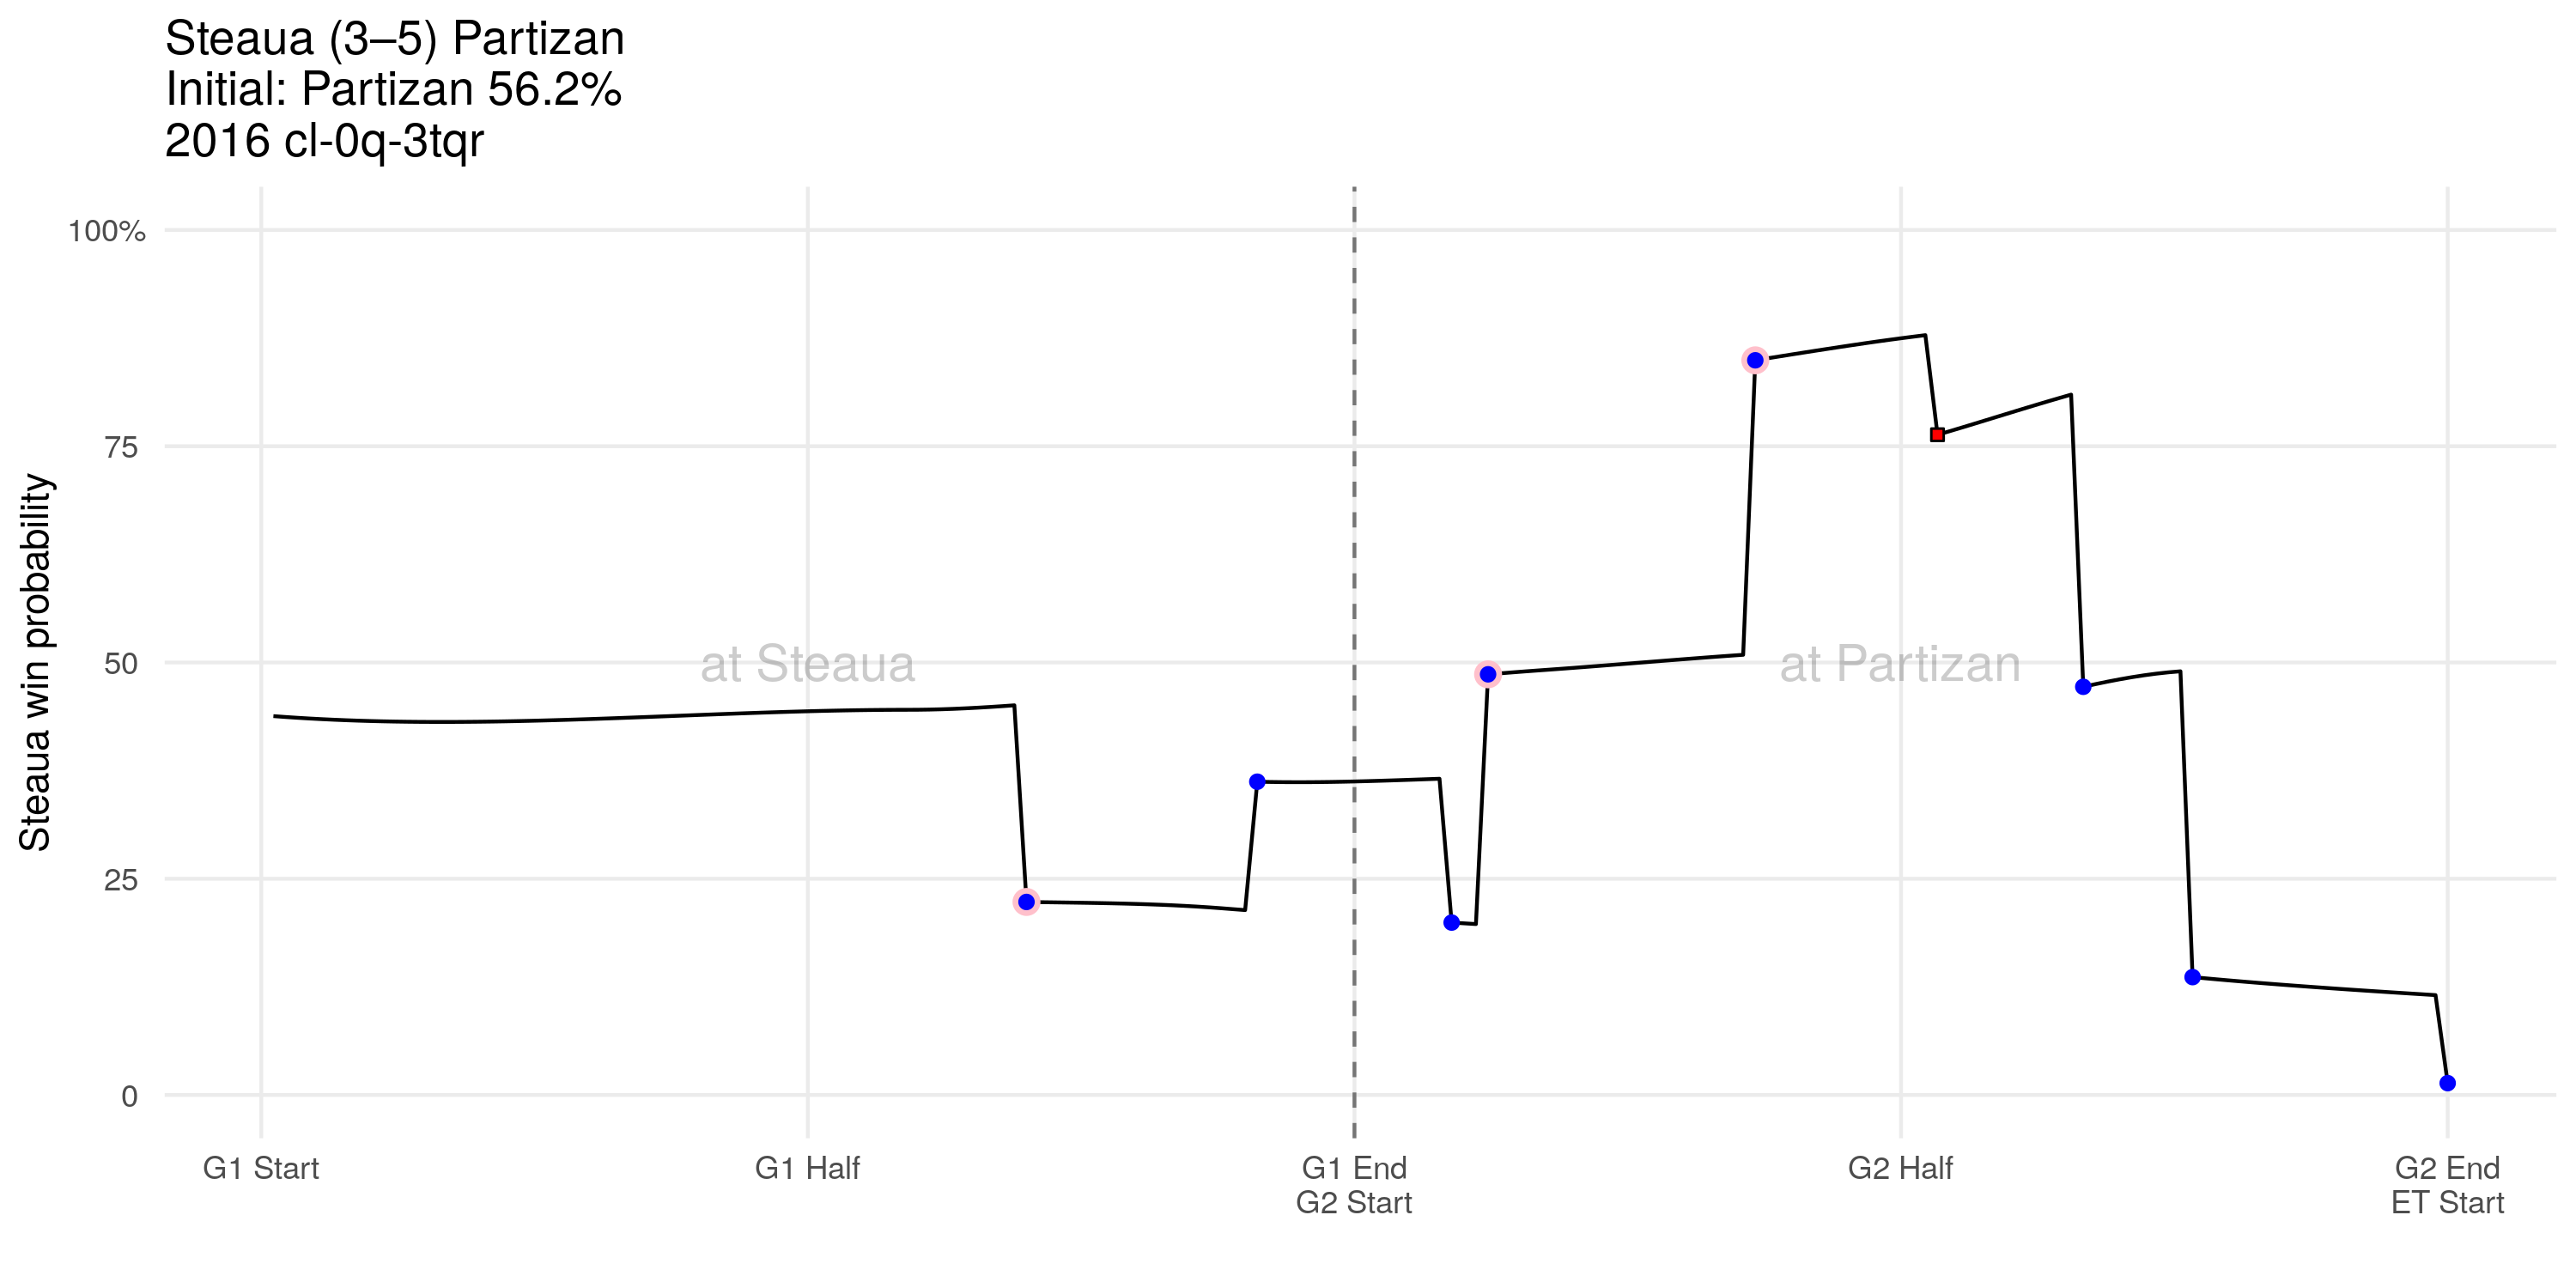 Steaua (3–5) Partizan
Initial: Partizan 56.2%
2016 cl-0q-3tqr
Steaua win probability
100%
75
50
25
0
at Steaua
at Partizan
G1 Start
G1 Half
G1 End
G2 Start
G2 Half
G2 End
ET Start